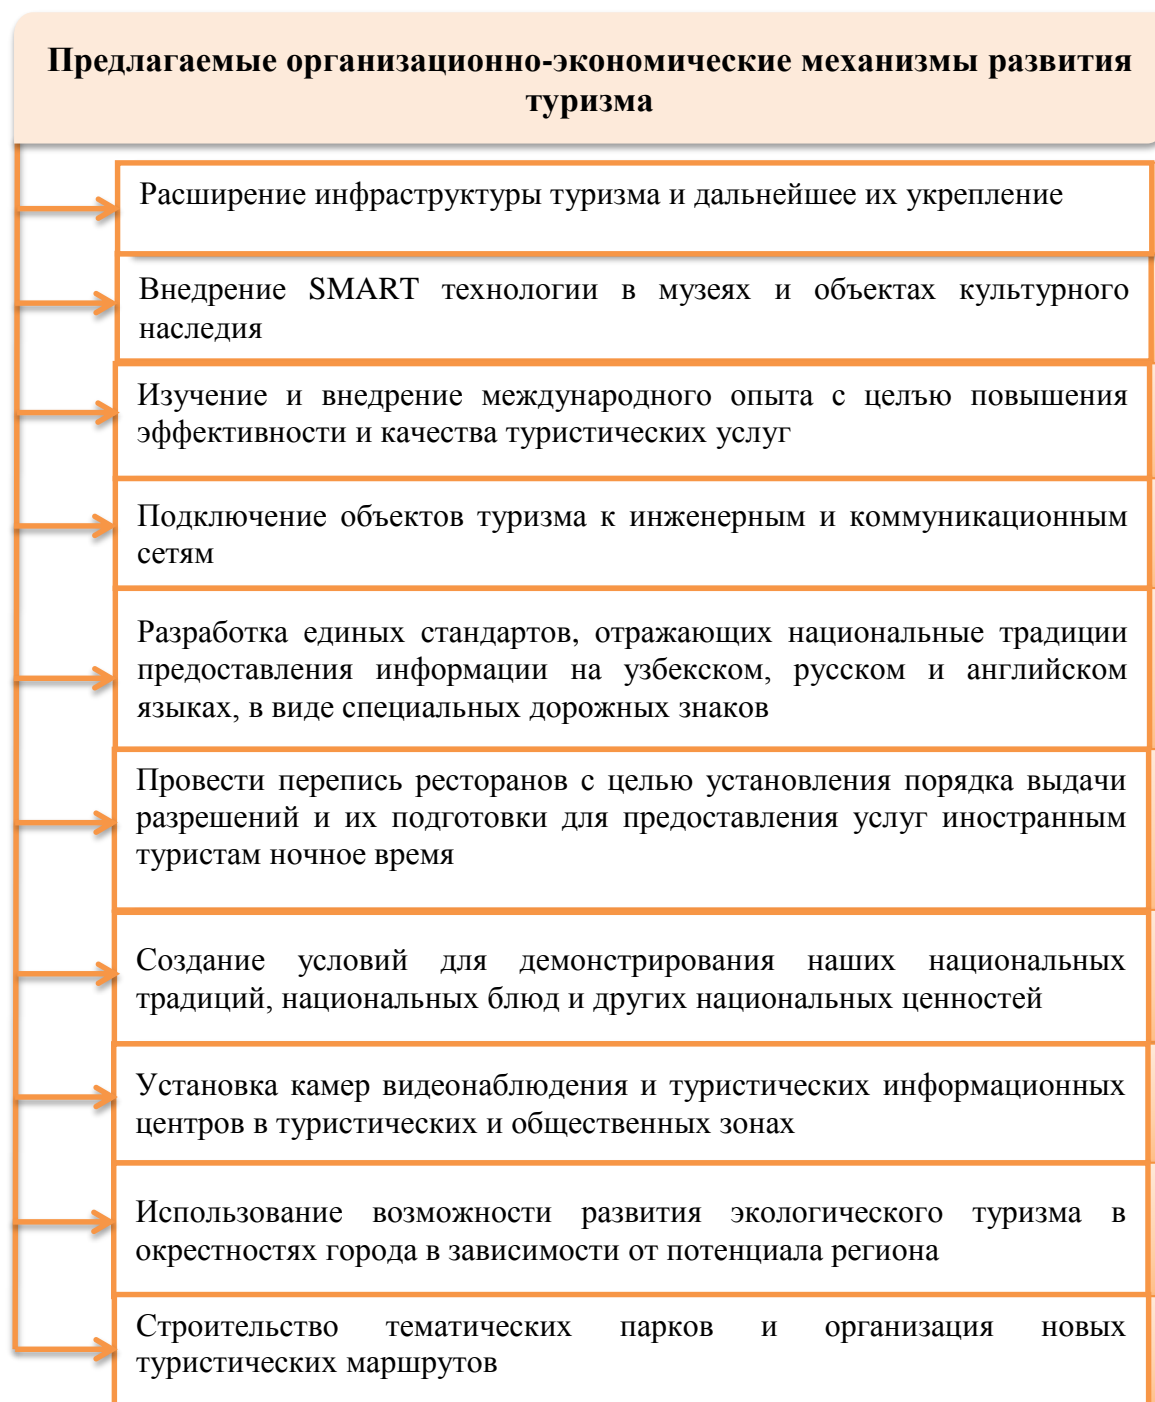 Предлагаемые организационно-экономические механизмы развития
туризма
Расширение инфраструктуры туризма и дальнейшее их укрепление
Внедрение SMART технологии в музеях и объектах культурного
наследия
Изучение и внедрение международного опыта с целъю повышения
эффективности и качества туристических услуг
Подключение объектов туризма к инженерным и коммуникационным
сетям
Разработка единых стандартов, отражающих национальные традиции
предоставления информации на узбекском, русском и английском
языках, в виде специальных дорожных знаков
Провести перепись ресторанов с целью установления порядка выдачи
разрешений и их подготовки для предоставления услуг иностранным
туристам ночное время
Создание условий для демонстрирования наших национальных
традиций, национальных блюд и других национальных ценностей
Установка камер видеонаблюдения и туристических информационных
центров в туристических и общественных зонах
Использование возможности развития экологического туризма в
окрестностях города в зависимости от потенциала региона
Строительство тематических парков и организация новых
туристических маршрутов